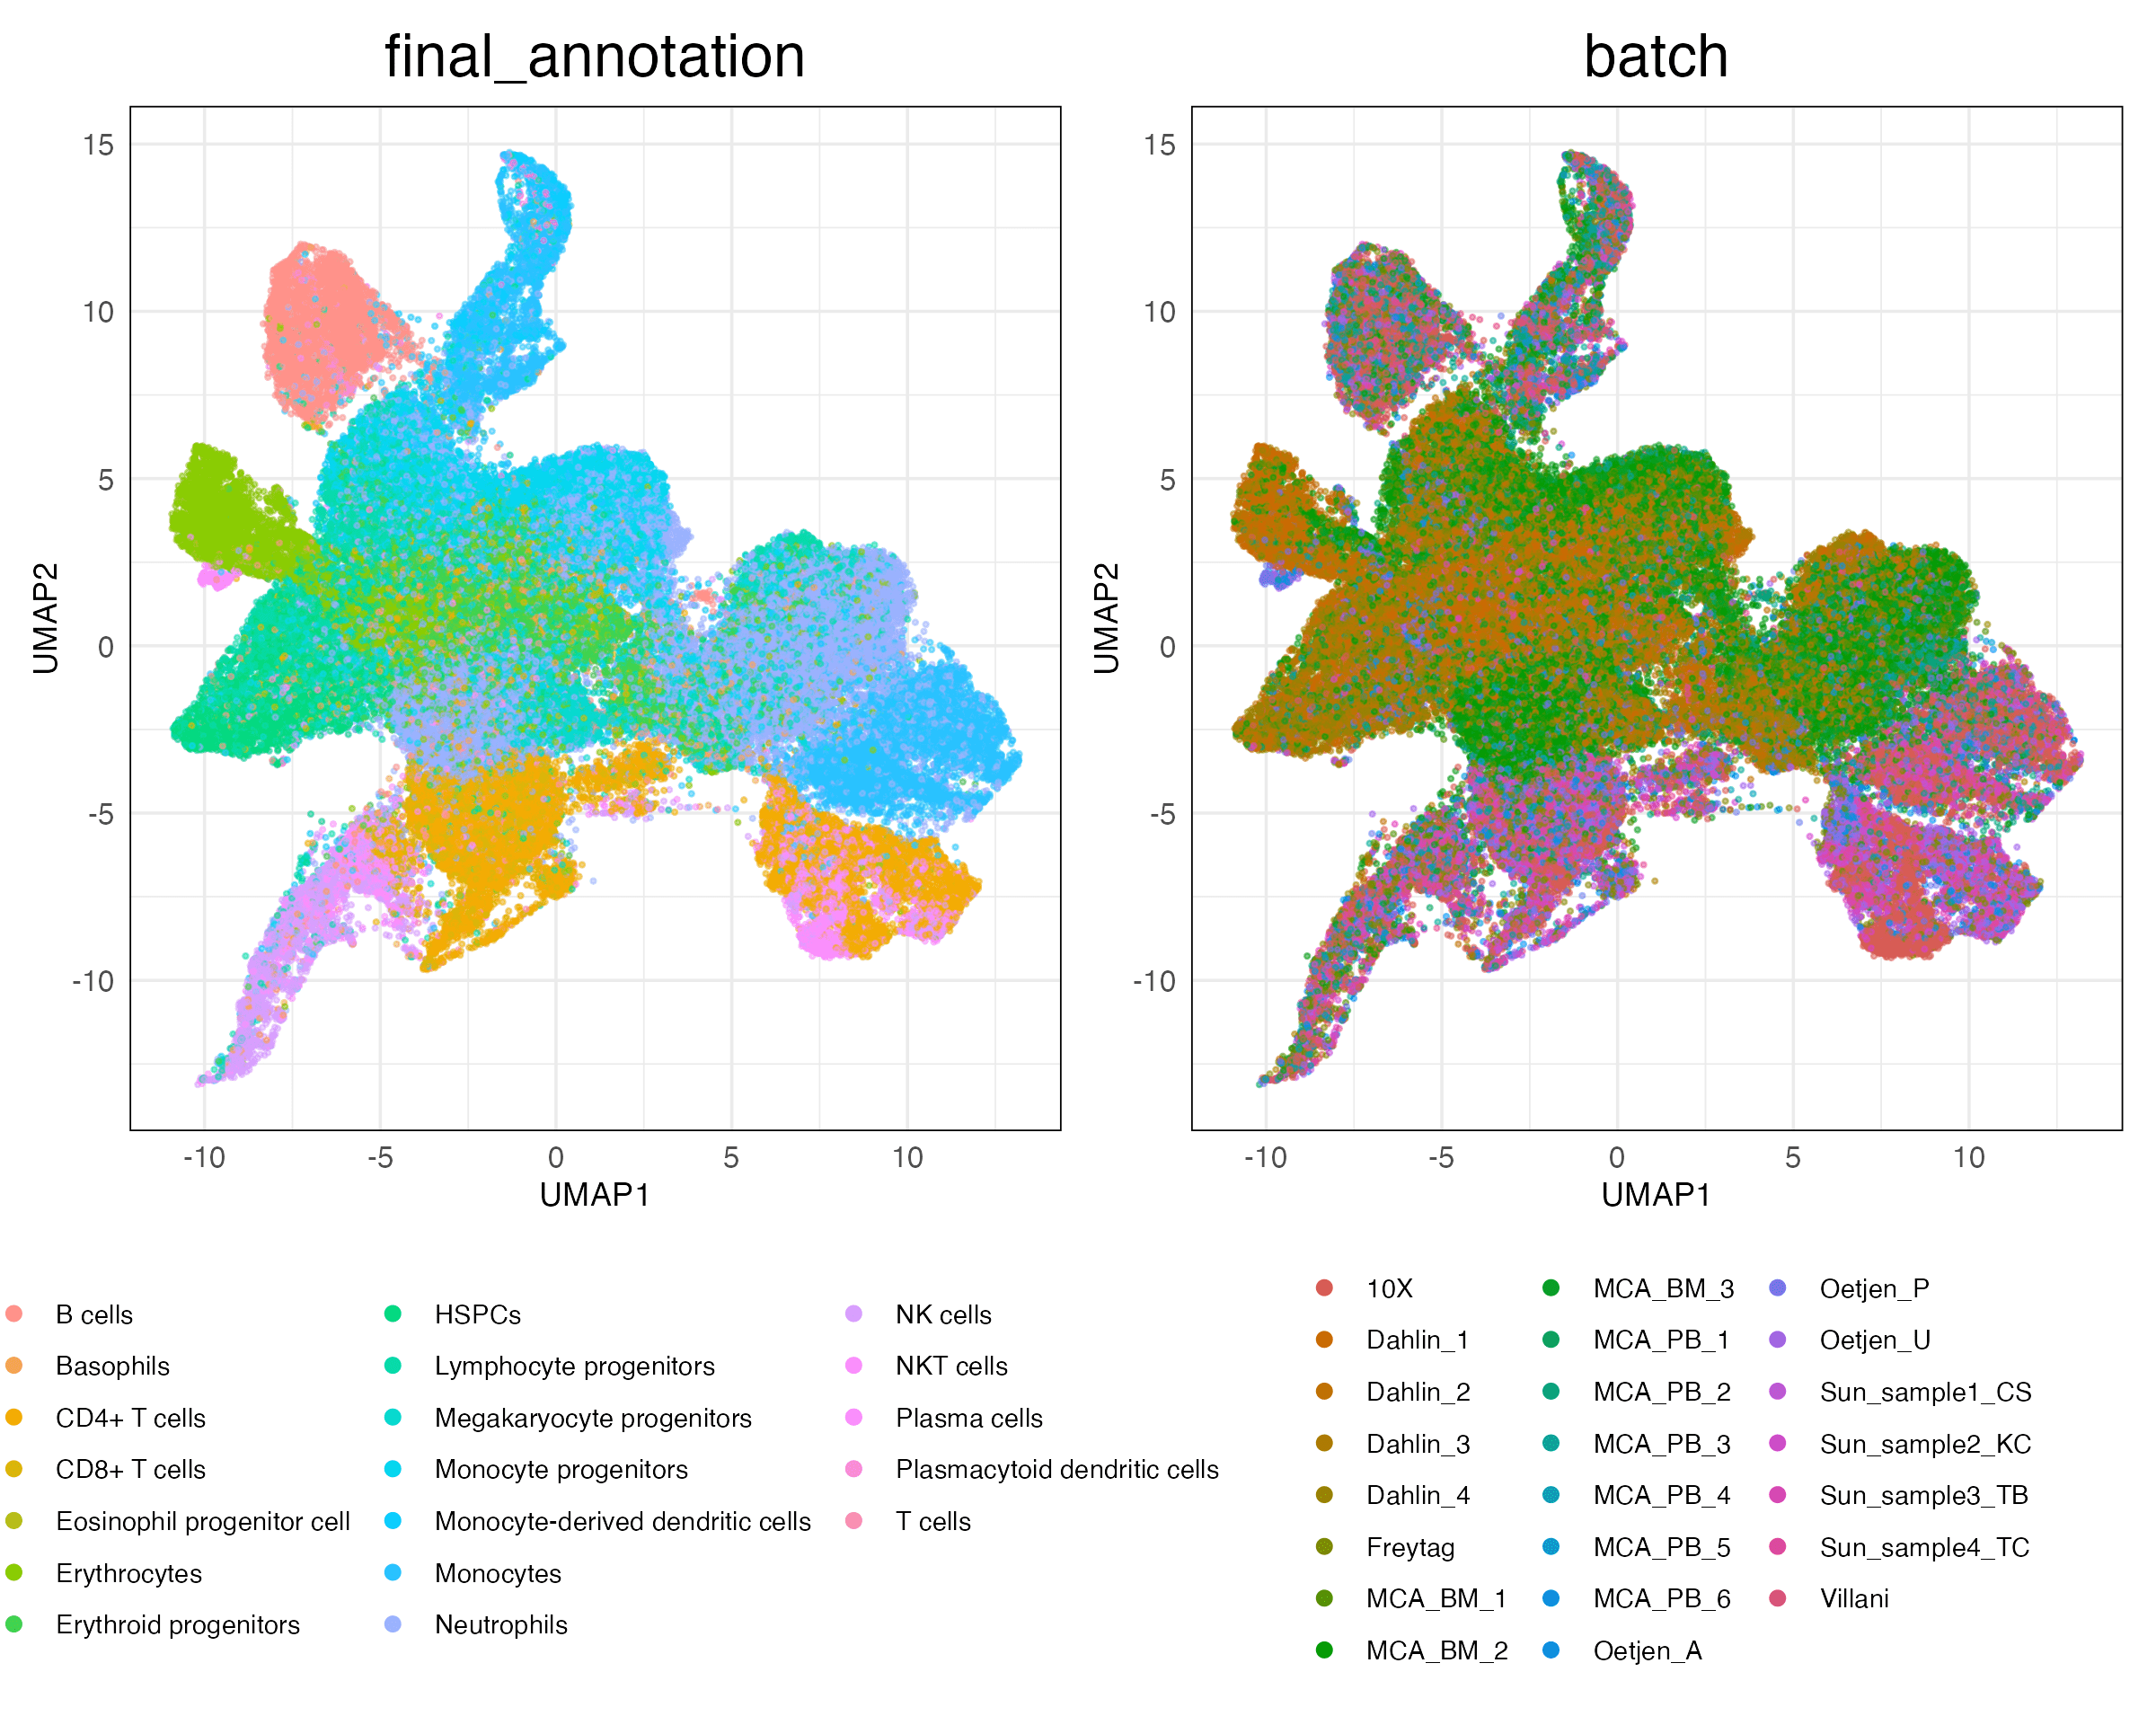 final_annotation
batch
15
10
5
0
-5
-10
UMAP2
-10
-5
0
5
10
UMAP1
15
10
5
0
-5
-10
UMAP2
-10
-5
0
5
10
UMAP1
B cells
Basophils
CD4+ T cells
CD8+ T cells
Eosinophil progenitor cell
Erythrocytes
Erythroid progenitors
HSPCs
Lymphocyte progenitors
Megakaryocyte progenitors
Monocyte progenitors
Monocyte-derived dendritic cells
Monocytes
Neutrophils
NK cells
NKT cells
Plasma cells
Plasmacytoid dendritic cells
T cells
10X
Dahlin_1
Dahlin_2
Dahlin_3
Dahlin_4
Freytag
MCA_BM_1
MCA_BM_2
MCA_BM_3
MCA_PB_1
MCA_PB_2
MCA_PB_3
MCA_PB_4
MCA_PB_5
MCA_PB_6
Oetjen_A
Oetjen_P
Oetjen_U
Sun_sample1_CS
Sun_sample2_KC
Sun_sample3_TB
Sun_sample4_TC
Villani